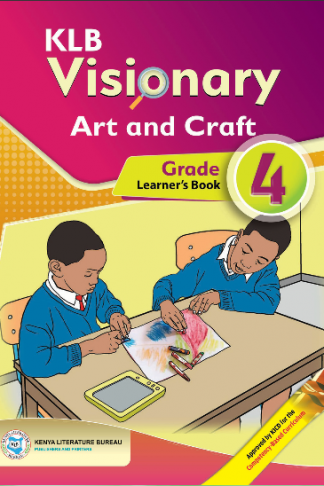 KLB
Visionary
Art and Craft
Grade 4
Learner's Book
KENYA LITERATURE BUREAU
Approved by KICD for the
Competency-Based Curriculum